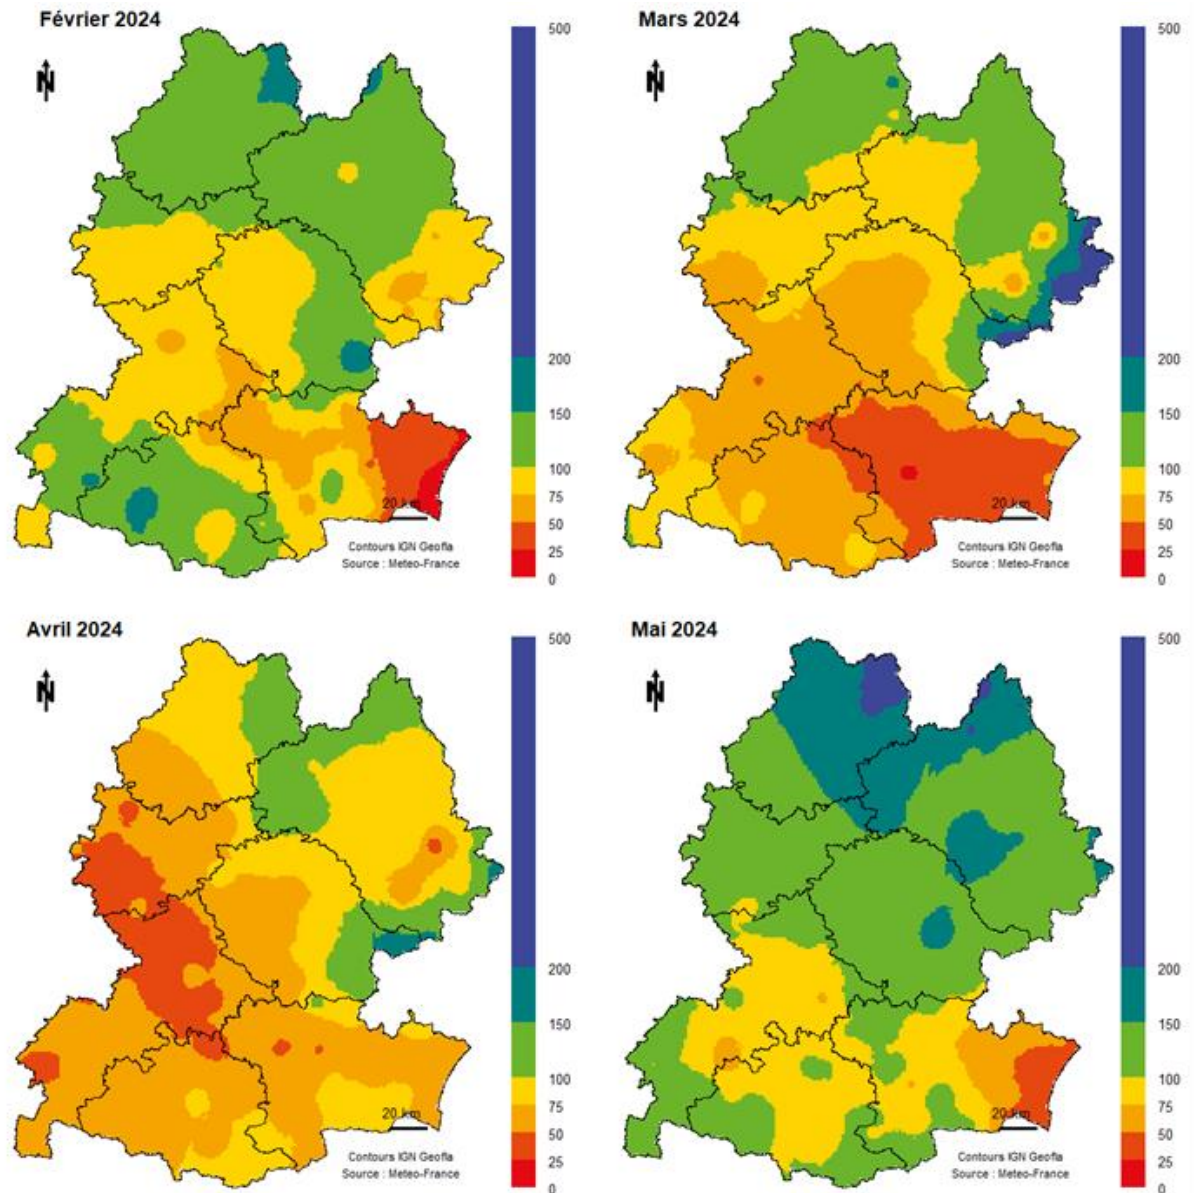 Février 2024
N
500
200
150
100
75
50
25
0
20 km
Contours IGN Geofla
Source : Meteo-France
Mars 2024
N
500
200
150
100
75
50
25
0
20 km
Contours IGN Geofla
Source : Meteo-France
Avril 2024
N
500
200
150
100
75
50
25
0
20 km
Contours IGN Geofla
Source : Meteo-France
Mai 2024
N
500
200
150
100
75
50
25
0
20 km
Contours IGN Geofla
Source : Meteo-France